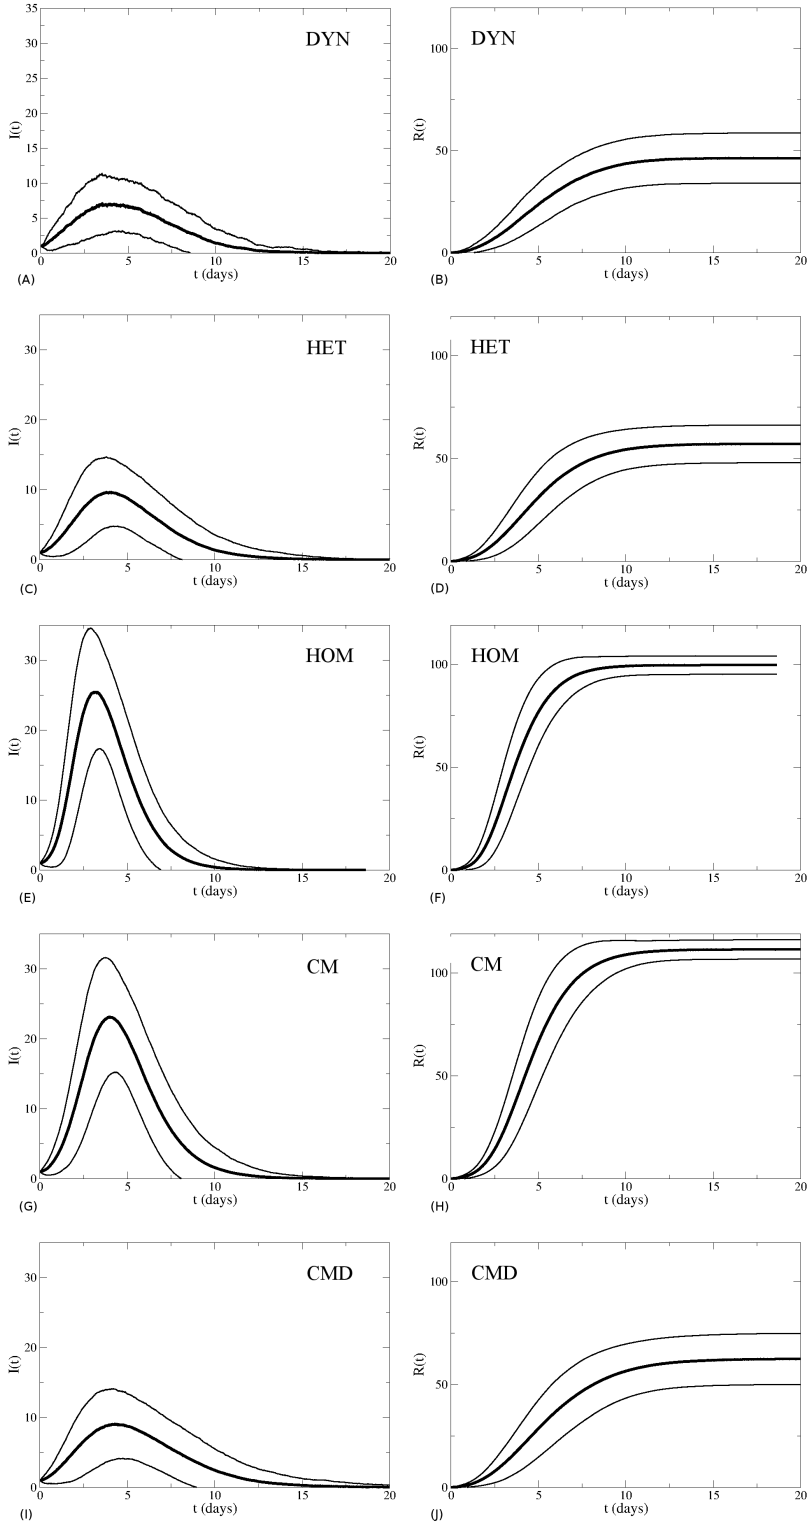 35
DYN
30
25
I(t)
20
15
10
5
0
0 5 10 15 20
t (days)
(A)
DYN
100
R(t)
50
0
0 5 10 15 20
t (days)
(B)
HET
30
I(t)
20
10
0
0 5 10 15 20
t (days)
(C)
HET
100
R(t)
50
0
0 5 10 15 20
t (days)
(D)
HOM
30
I(t)
20
10
0
0 5 10 15 20
t (days)
(E)
HOM
100
R(t)
50
0
0 5 10 15 20
t (days)
(F)
CM
30
I(t)
20
10
0
0 5 10 15 20
t (days)
(G)
CM
100
R(t)
50
0
0 5 10 15 20
t (days)
(H)
CMD
30
I(t)
20
10
0
0 5 10 15 20
t (days)
(I)
CMD
100
R(t)
50
0
0 5 10 15 20
t (days)
(J)